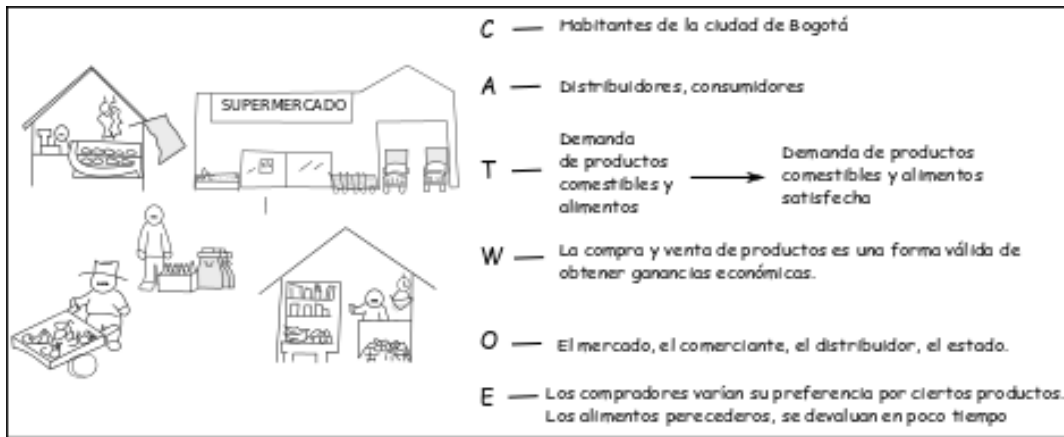 SUPERMERCADO
C — Habitantes de la ciudad de Bogotá
A — Distribuidores, consumidores
T — Demanda
de productos
comestibles y
alimentos
Demanda de productos
comestibles y alimentos
satisfecha
W — La compra y venta de productos es una forma válida de
obtener ganancias económicas.
O — El mercado, el comerciante, el distribuidor, el estado.
E — Los compradores varían su preferencia por ciertos productos.
Los alimentos perecederos, se devaluan en poco tiempo